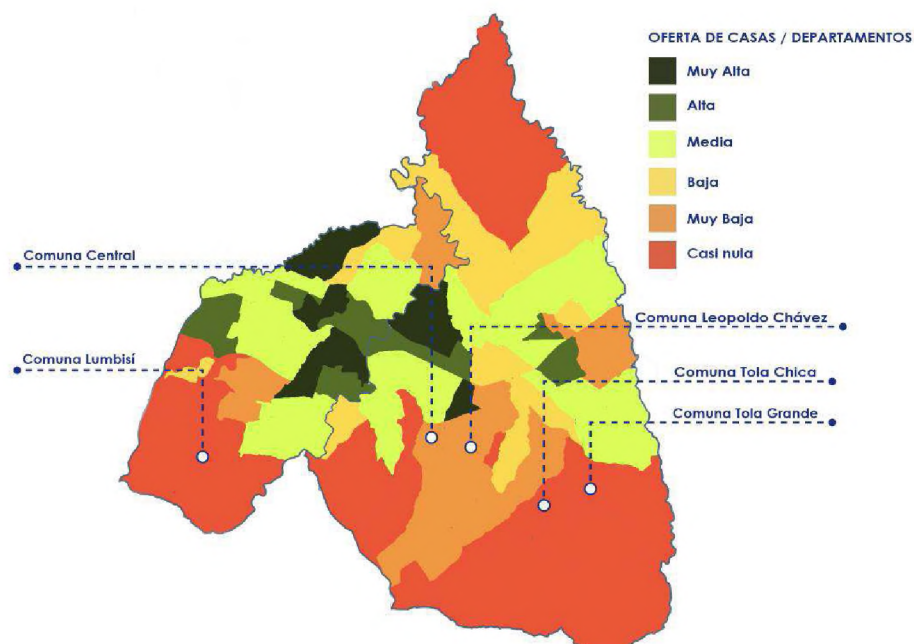 OFERTA DE CASAS / DEPARTAMENTOS
Muy Alta
Alta
Media
Baja
Muy Baja
Casi nula
Comuna Central
Comuna Lumbisí
Comuna Leopoldo Chávez
Comuna Tola Chica
Comuna Tola Grande